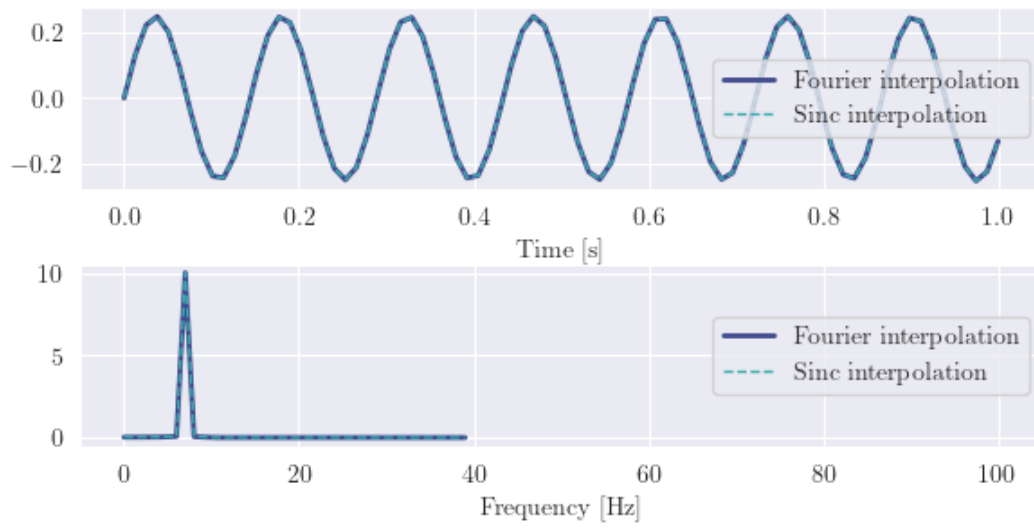 0.2
0.0
−0.2
Fourier interpolation
Sinc interpolation
0.0 0.2 0.4 0.6 0.8 1.0
Time [s]
10
5
0
Fourier interpolation
Sinc interpolation
0 20 40 60 80 100
Frequency [Hz]